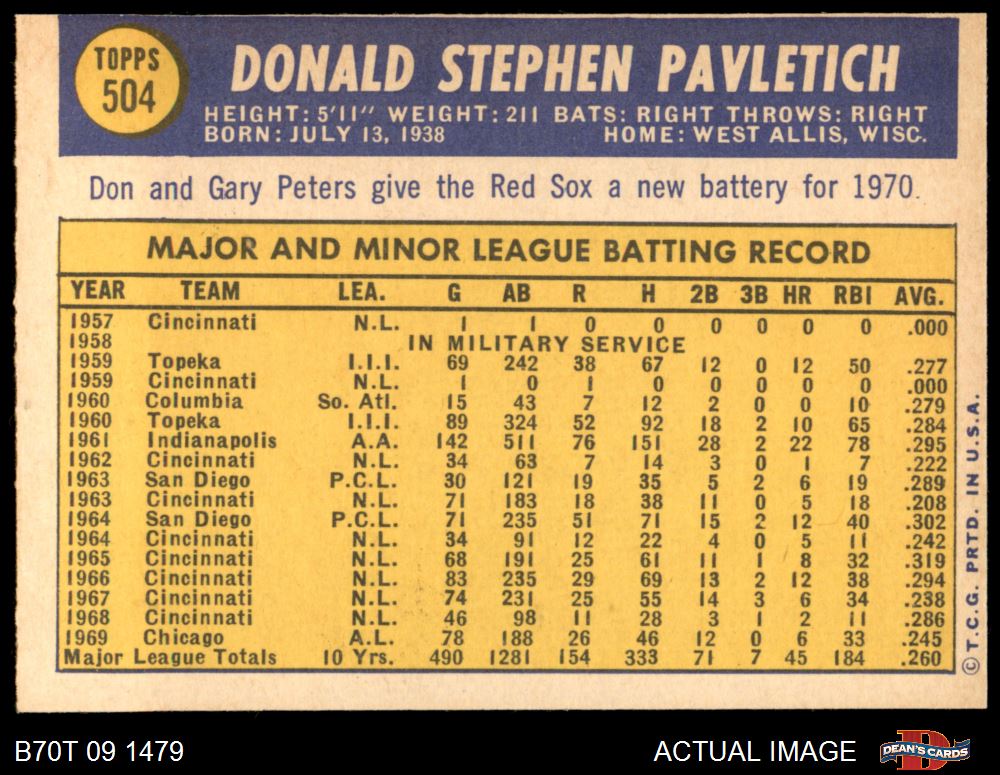 TOPPS
504
DONALD STEPHEN PAVLETICH
HEIGHT: 5'11" WEIGHT: 211 BATS: RIGHT THROWS: RIGHT
BORN: JULY 13, 1938 HOME: WEST ALLIS, WISC.
Don and Gary Peters give the Red Sox a new battery for 1970.
MAJOR AND MINOR LEAGUE BATTING RECORD
YEAR TEAM LEA. G AB R H 2B 3B HR RBI AVG.
1957 Cincinnati N.L. 1 1 0 0 0 0 0 0 .000
1958 IN MILITARY SERVICE
1959 Topeka I.I.I. 69 242 38 67 12 0 12 50 .277
1959 Cincinnati N.L. 1 0 1 0 0 0 0 0 .000
1960 Columbia So. Atl. 15 43 7 12 2 0 0 10 .279
1960 Topeka I.I.I. 89 324 52 92 18 2 10 65 .284
1961 Indianapolis A.A. 142 511 76 151 28 2 22 78 .295
1962 Cincinnati N.L. 34 63 7 14 3 0 1 7 .222
1963 San Diego P.C.L. 30 121 19 35 5 2 6 19 .289
1963 Cincinnati N.L. 71 183 18 38 11 0 5 18 .208
1964 San Diego P.C.L. 71 235 51 71 15 2 12 40 .302
1964 Cincinnati N.L. 34 91 12 22 4 0 5 11 .242
1965 Cincinnati N.L. 68 191 25 61 11 1 8 32 .319
1966 Cincinnati N.L. 83 235 29 69 13 2 12 38 .294
1967 Cincinnati N.L. 74 231 25 55 14 3 6 34 .238
1968 Cincinnati N.L. 46 98 11 28 3 1 2 11 .286
1969 Chicago A.L. 78 188 26 46 12 0 6 33 .245
Major League Totals 10 Yrs. 490 1281 154 333 71 7 45 184 .260
© T.C.G. PRTD. IN U.S.A.
B70T 09 1479
ACTUAL IMAGE
D
DEAN'S CARDS